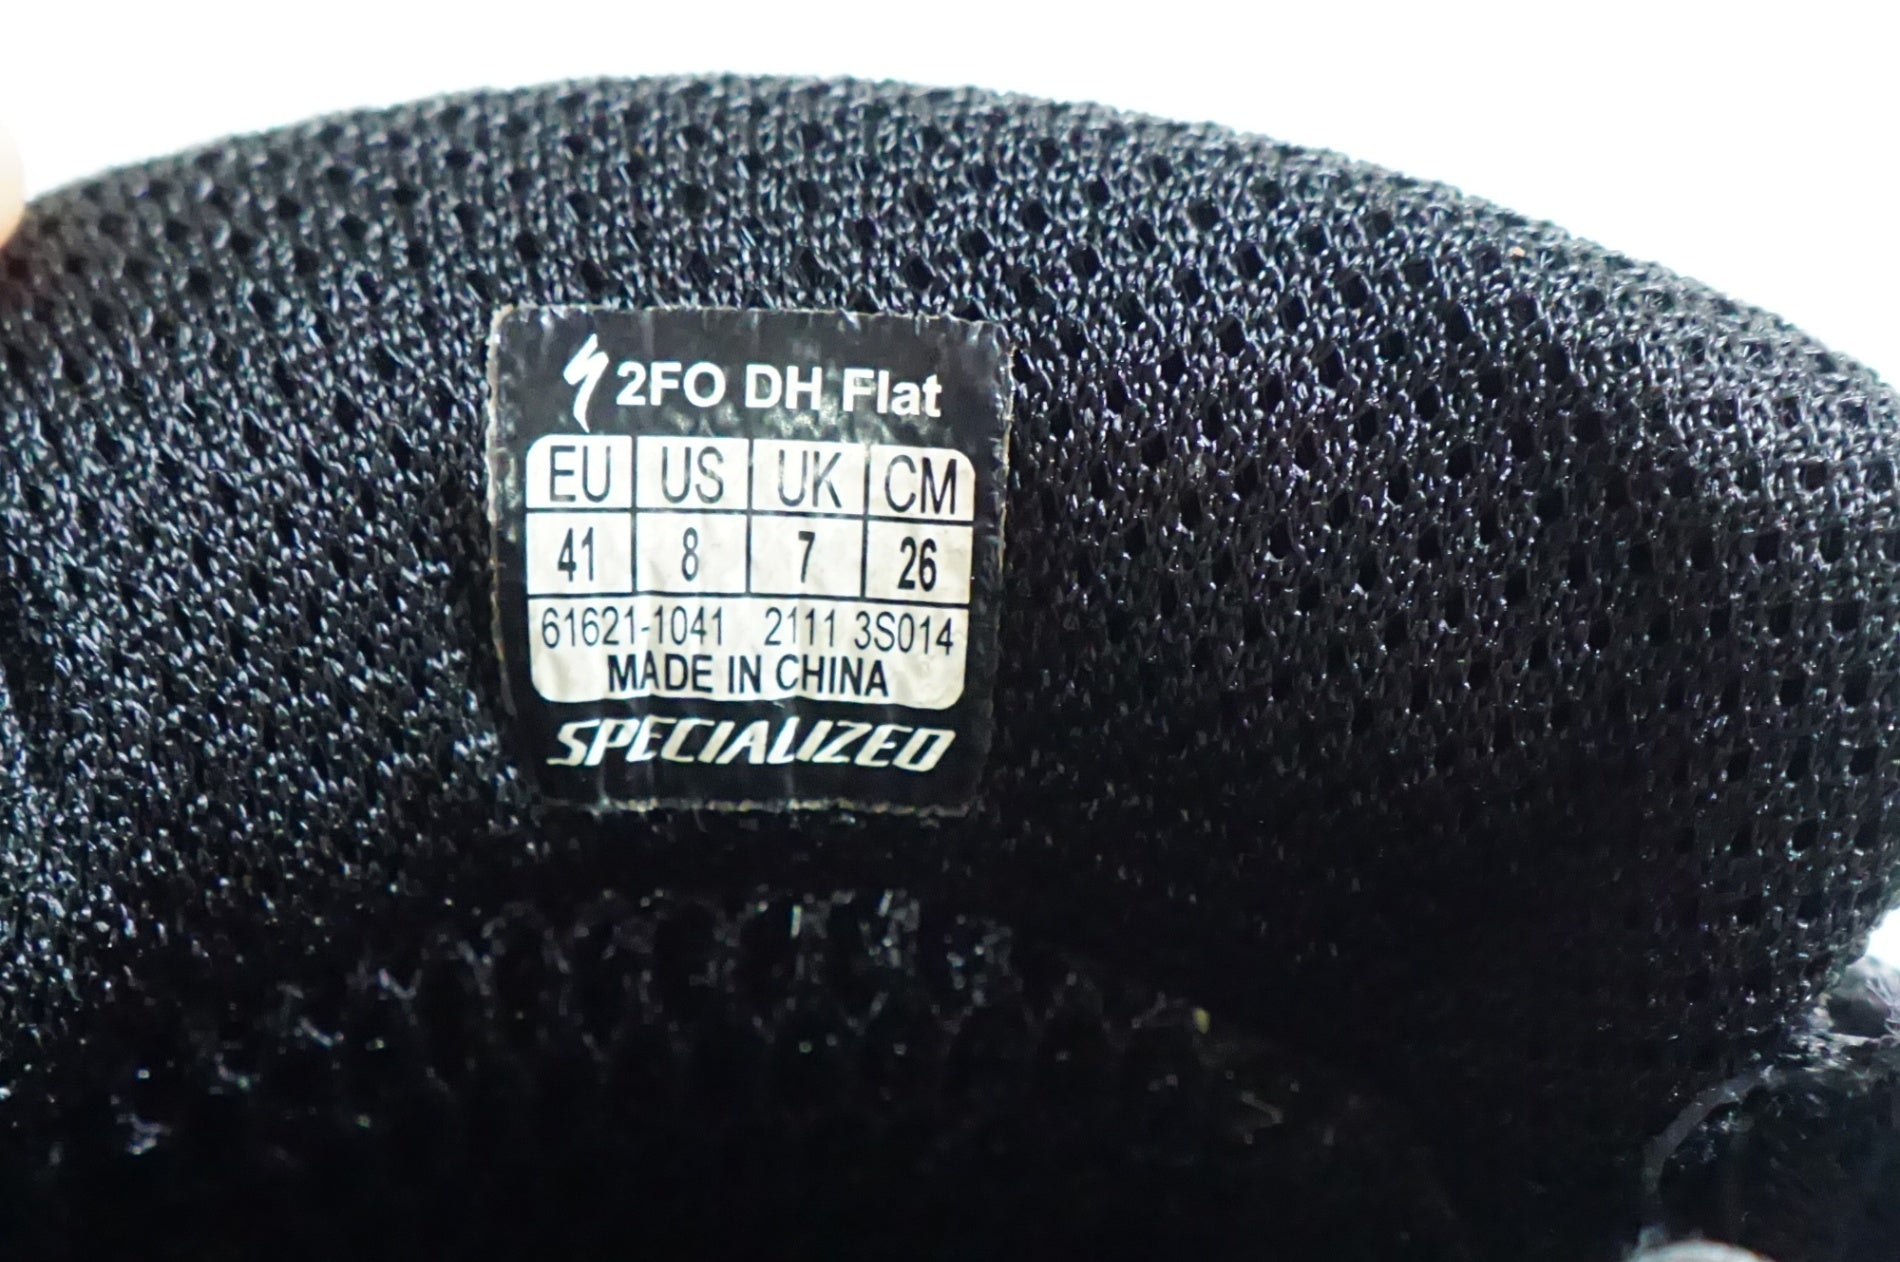 2FO DH Flat
EU US UK CM
41 8 7 26
61621-1041 2111 3S014
MADE IN CHINA
SPECIALIZED